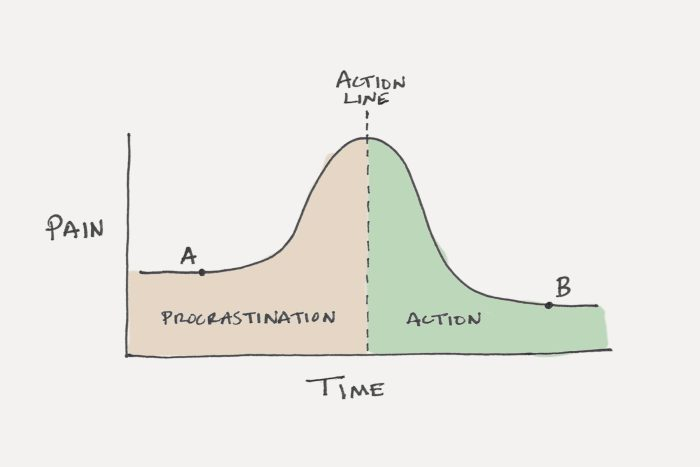 ACTION
LINE
PAIN
A
B
PROCRASTINATION
ACTION
TIME